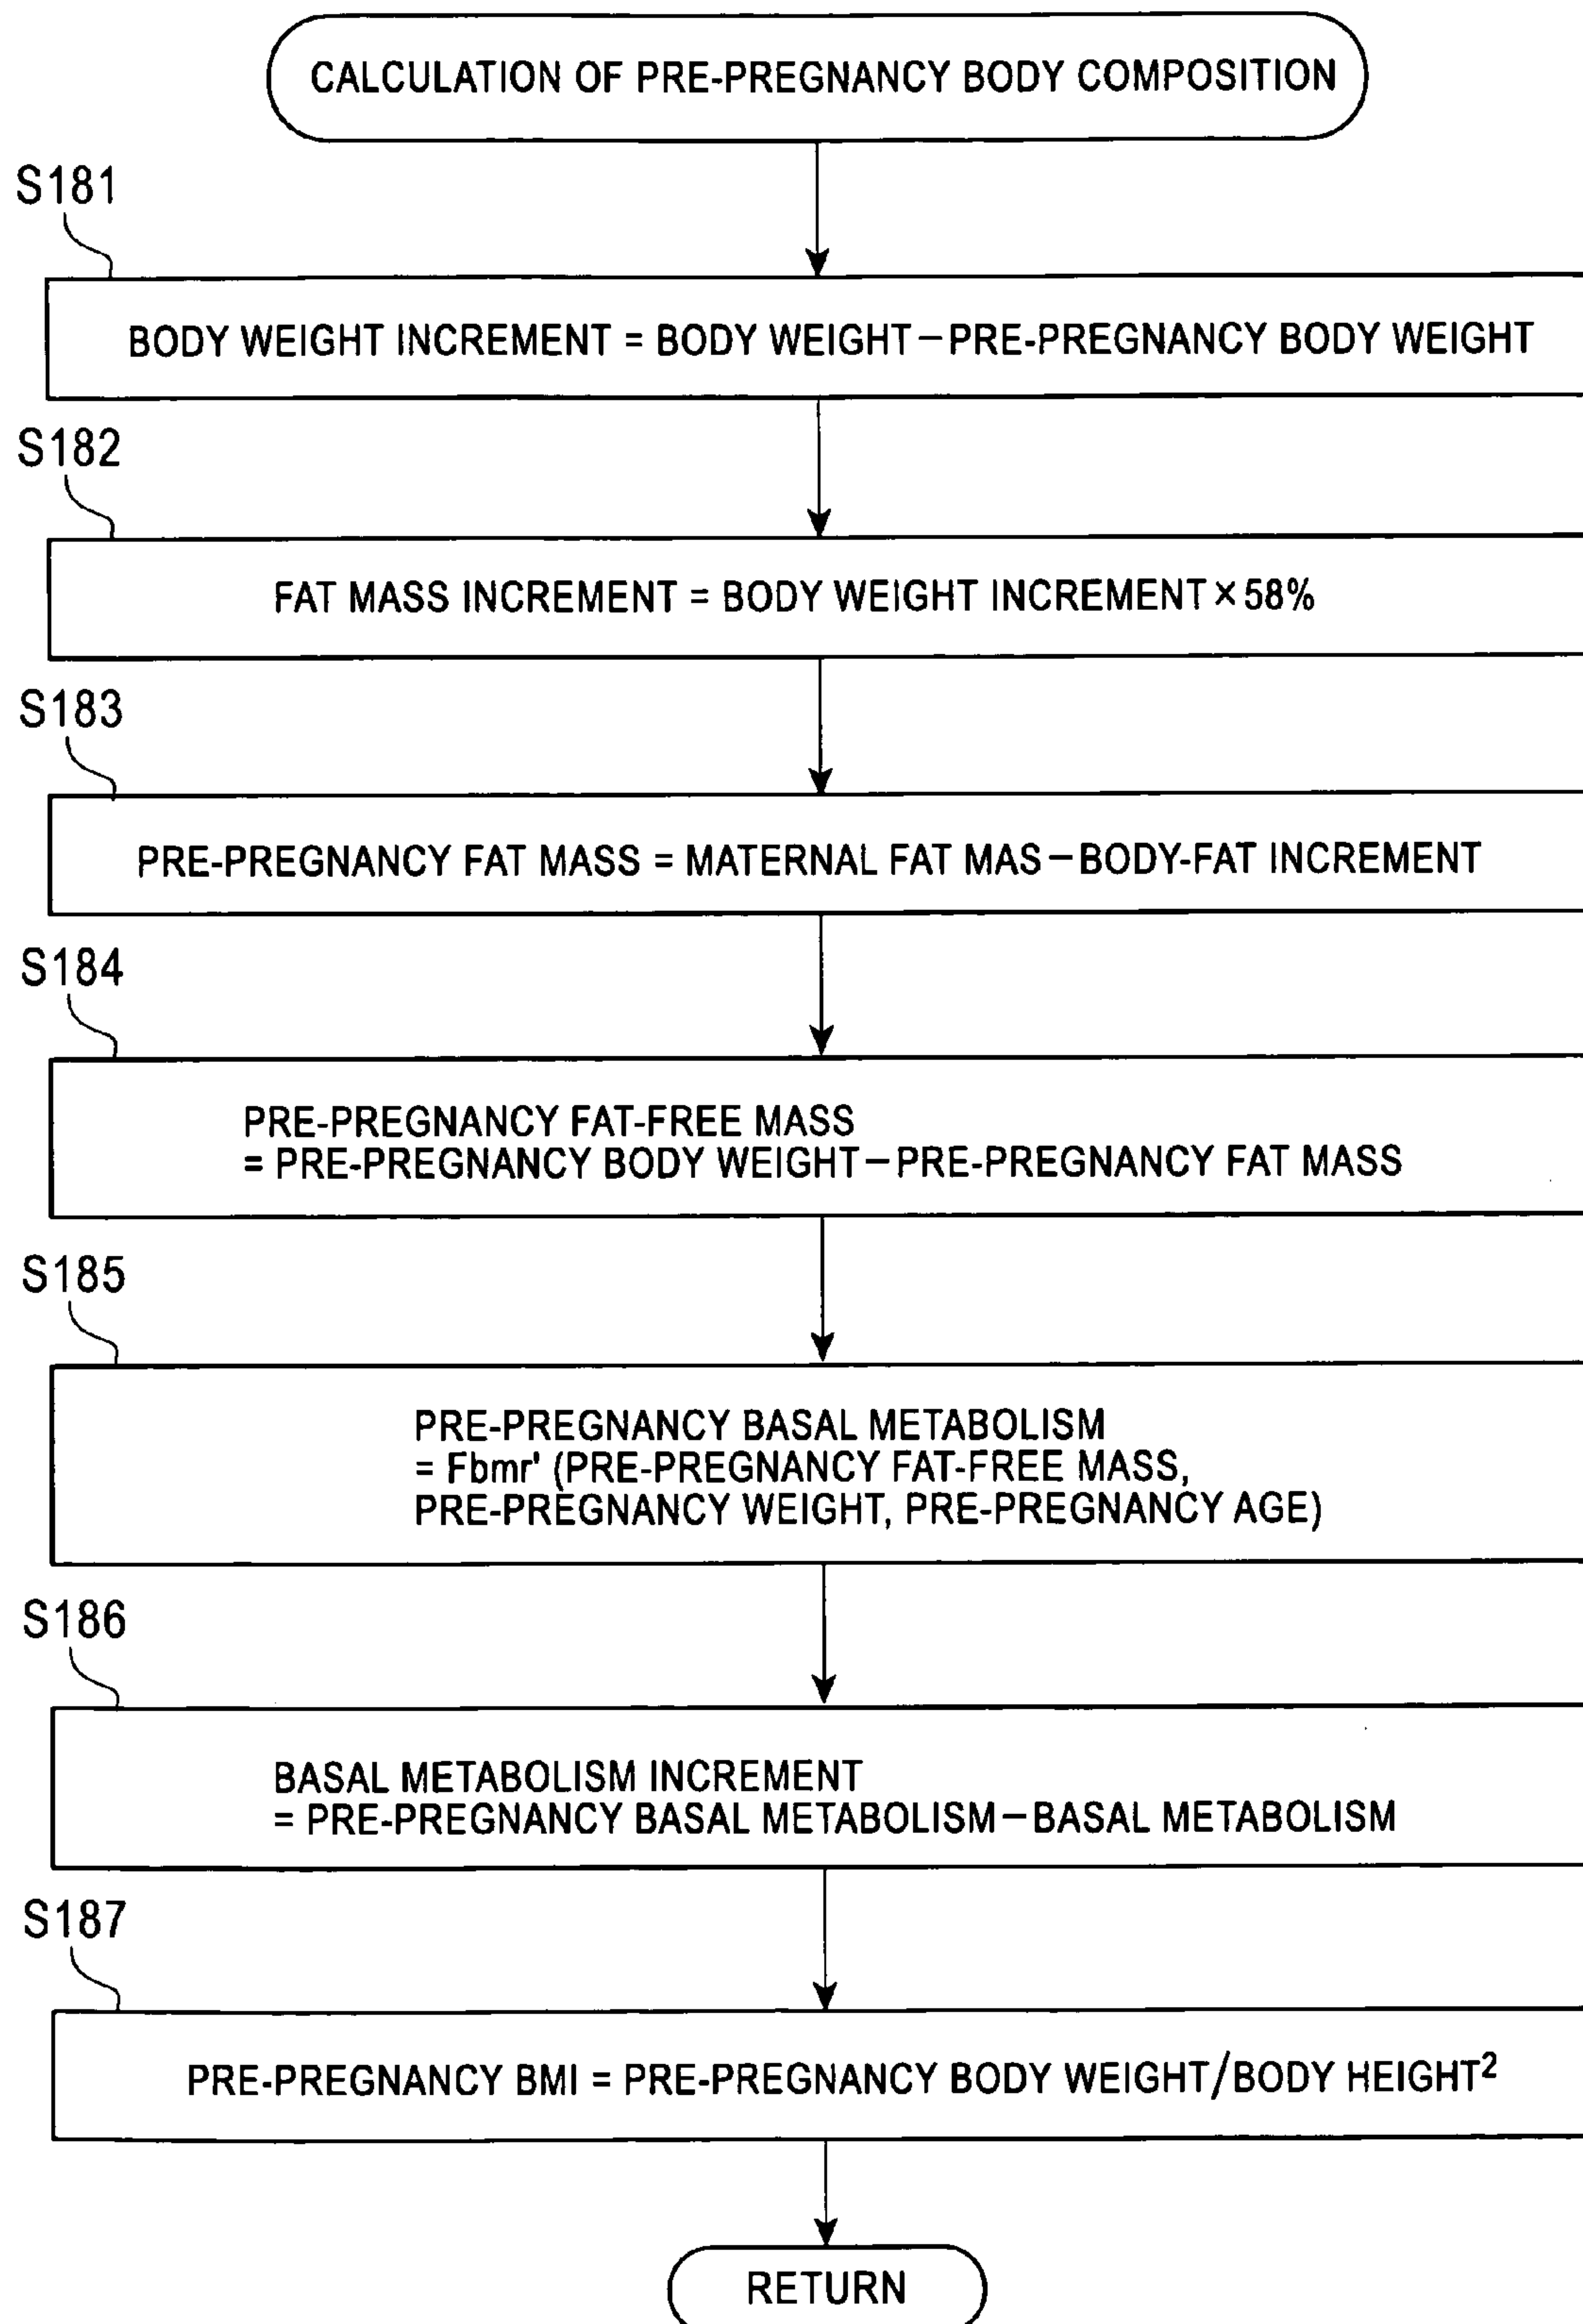 CALCULATION OF PRE-PREGNANCY BODY COMPOSITION
S181
BODY WEIGHT INCREMENT = BODY WEIGHT−PRE-PREGNANCY BODY WEIGHT
S182
FAT MASS INCREMENT = BODY WEIGHT INCREMENT×58%
S183
PRE-PREGNANCY FAT MASS = MATERNAL FAT MAS−BODY-FAT INCREMENT
S184
PRE-PREGNANCY FAT-FREE MASS
= PRE-PREGNANCY BODY WEIGHT−PRE-PREGNANCY FAT MASS
S185
PRE-PREGNANCY BASAL METABOLISM
= Fbmr' (PRE-PREGNANCY FAT-FREE MASS,
PRE-PREGNANCY WEIGHT, PRE-PREGNANCY AGE)
S186
BASAL METABOLISM INCREMENT
= PRE-PREGNANCY BASAL METABOLISM−BASAL METABOLISM
S187
PRE-PREGNANCY BMI = PRE-PREGNANCY BODY WEIGHT/BODY HEIGHT²
RETURN